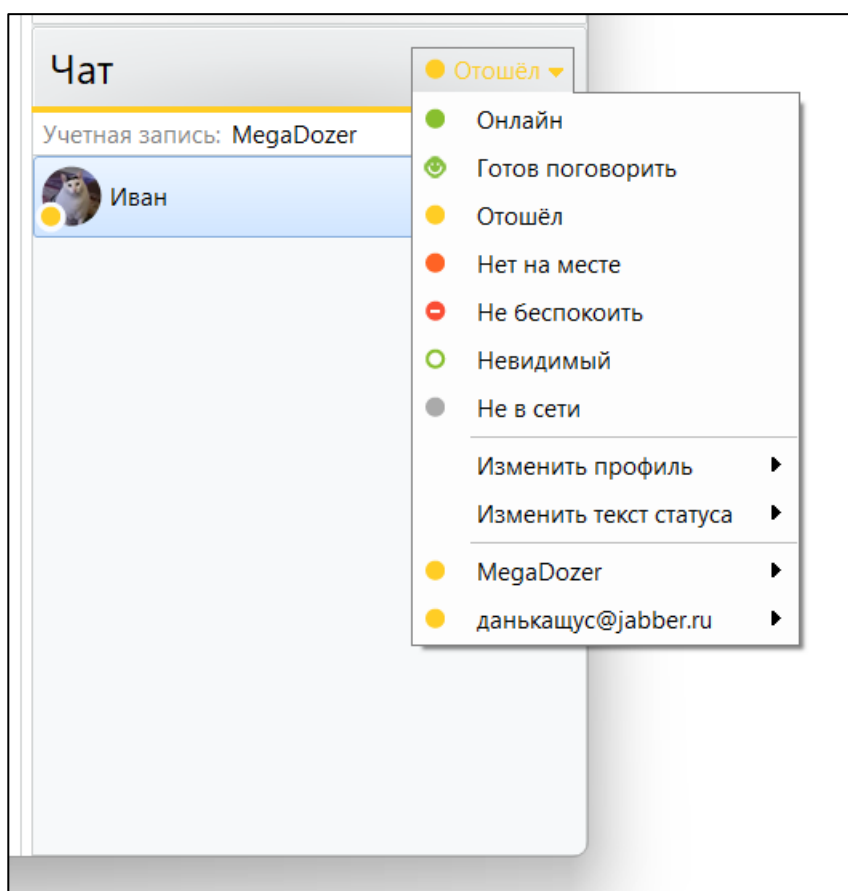 Чат
Отошёл
Учетная запись: MegaDozer
Иван
Онлайн
Готов поговорить
Отошёл
Нет на месте
Не беспокоить
Невидимый
Не в сети
Изменить профиль
Изменить текст статуса
MegaDozer
данькащус@jabber.ru